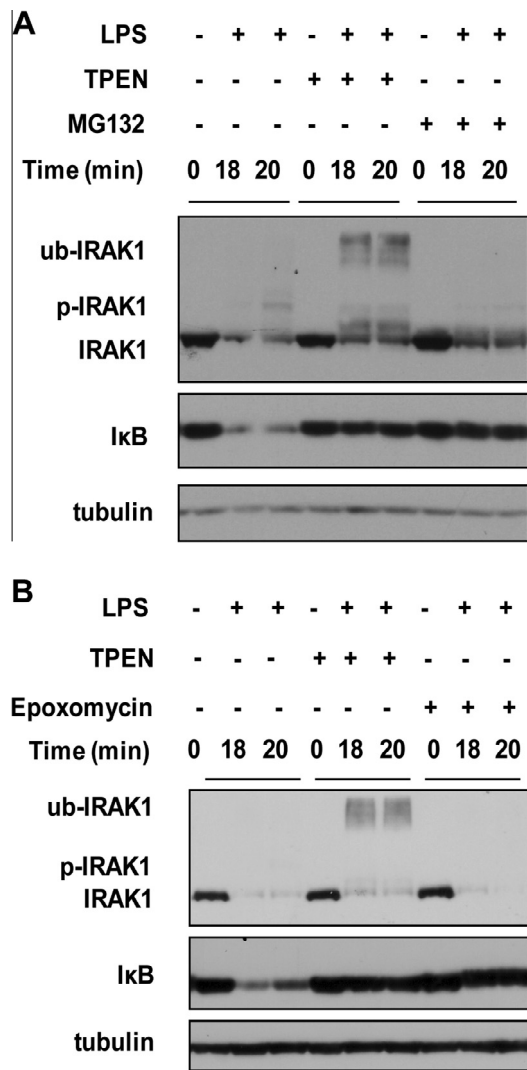 A
LPS - + + - + + - + +
TPEN - - - + + + - - -
MG132 - - - - - - + + +
Time (min) 0 18 20 0 18 20 0 18 20
ub-IRAK1
p-IRAK1
IRAK1
IκB
tubulin
B
LPS - + + - + + - + +
TPEN - - - + + + - - -
Epoxomycin - - - - - - + + +
Time (min) 0 18 20 0 18 20 0 18 20
ub-IRAK1
p-IRAK1
IRAK1
IκB
tubulin